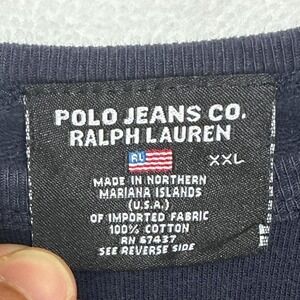 POLO JEANS CO.
RALPH LAUREN
RL
XXL
MADE IN NORTHERN
MARIANA ISLANDS
(U.S.A.)
OF IMPORTED FABRIC
100% COTTON
RN 67437
SEE REVERSE SIDE